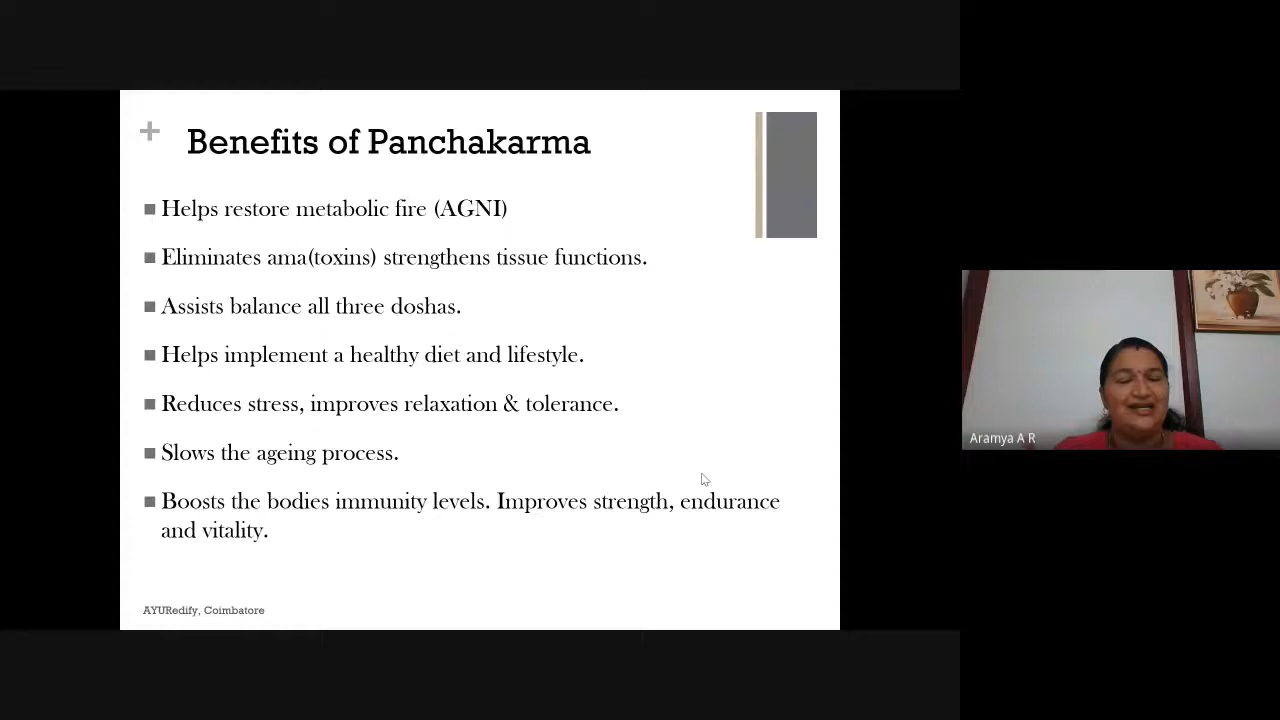 Benefits of Panchakarma
Helps restore metabolic fire (AGNI)
Eliminates ama(toxins) strengthens tissue functions.
Assists balance all three doshas.
Helps implement a healthy diet and lifestyle.
Reduces stress, improves relaxation & tolerance.
Slows the ageing process.
Boosts the bodies immunity levels. Improves strength, endurance
and vitality.
AYURedify, Coimbatore
Aramya A R